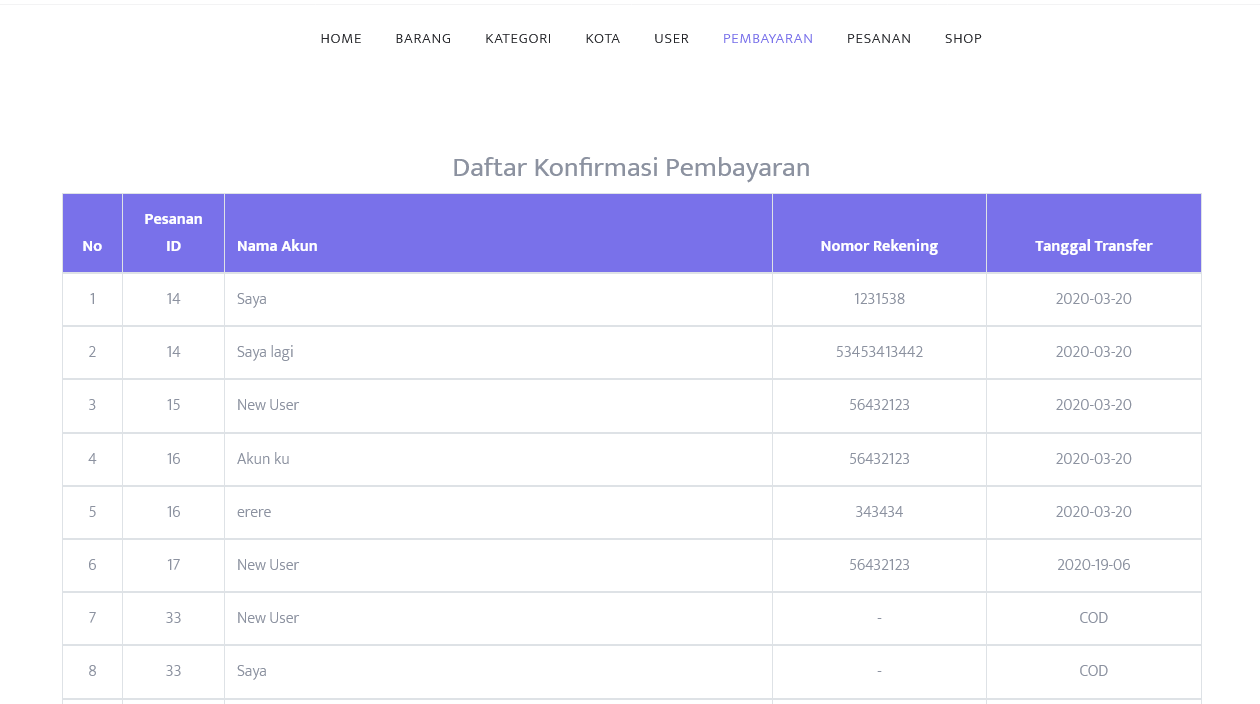 HOME BARANG KATEGORI KOTA USER PEMBAYARAN PESANAN SHOP
Daftar Konfirmasi Pembayaran
No Pesanan ID Nama Akun Nomor Rekening Tanggal Transfer
1 14 Saya 1231538 2020-03-20
2 14 Saya lagi 53453413442 2020-03-20
3 15 New User 56432123 2020-03-20
4 16 Akun ku 56432123 2020-03-20
5 16 erere 343434 2020-03-20
6 17 New User 56432123 2020-19-06
7 33 New User - COD
8 33 Saya - COD